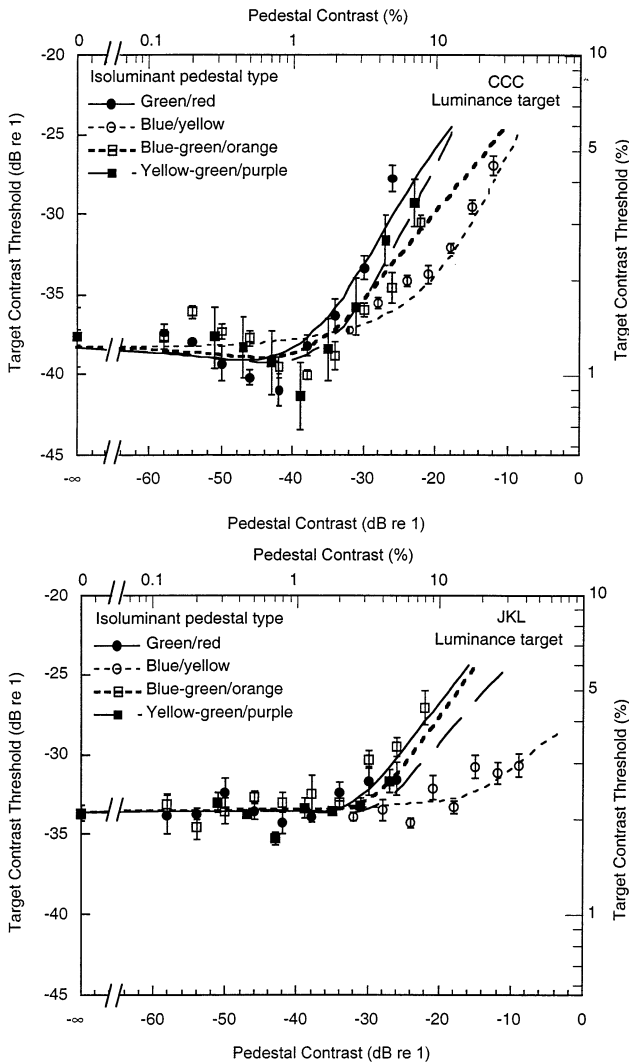 Pedestal Contrast (%)
0 0.1 1 10
-20 10
Isoluminant pedestal type
CCC
Green/red
Luminance target
Blue/yellow
-25
Blue-green/orange
5
Yellow-green/purple
Target Contrast Threshold (dB re 1)
Target Contrast Threshold (%)
-30
-35
-40
1
-45
-∞ -60 -50 -40 -30 -20 -10 0
Pedestal Contrast (dB re 1)
Pedestal Contrast (%)
0 0.1 1 10
-20 10
Isoluminant pedestal type
JKL
Green/red
Luminance target
Blue/yellow
-25
Blue-green/orange
5
Yellow-green/purple
Target Contrast Threshold (dB re 1)
Target Contrast Threshold (%)
-30
-35
-40
1
-45
-∞ -60 -50 -40 -30 -20 -10 0
Pedestal Contrast (dB re 1)